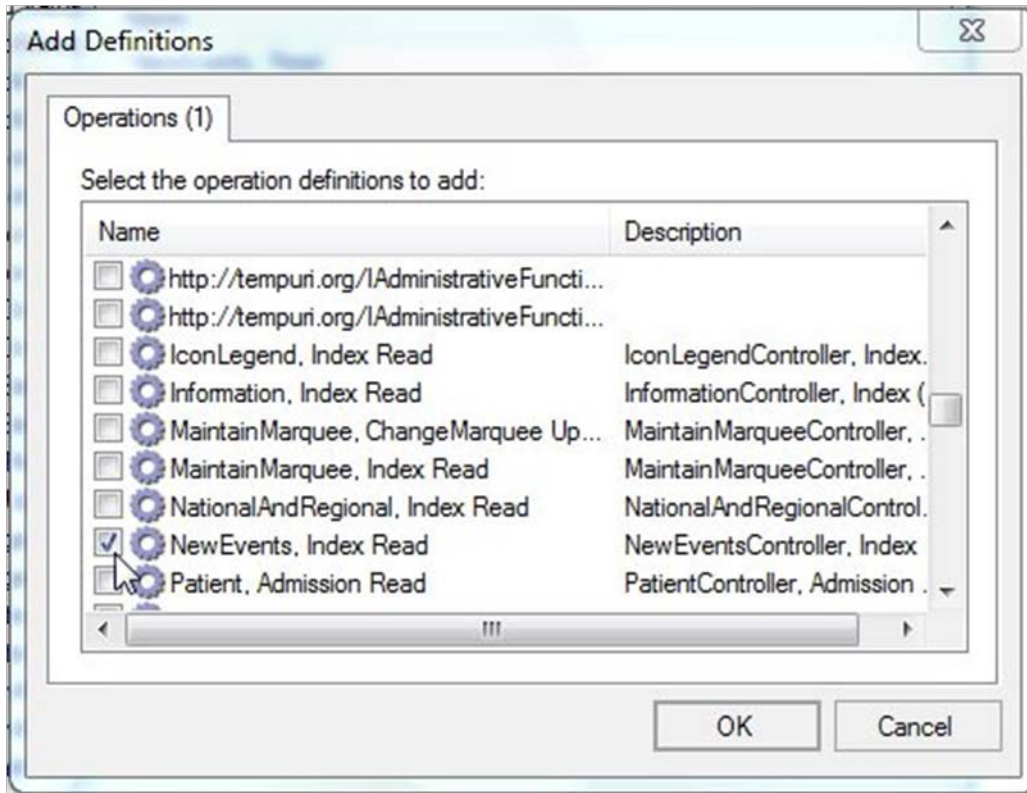 Add Definitions
Operations (1)
Select the operation definitions to add:
Name Description
http://tempuri.org/IAdministrativeFuncti...
http://tempuri.org/IAdministrativeFuncti...
IconLegend, Index Read IconLegendController, Index.
Information, Index Read InformationController, Index (
MaintainMarquee, ChangeMarquee Up... MaintainMarqueeController, .
MaintainMarquee, Index Read MaintainMarqueeController, .
NationalAndRegional, Index Read NationalAndRegionalControl.
NewEvents, Index Read NewEventsController, Index
Patient, Admission Read PatientController, Admission .
OK Cancel